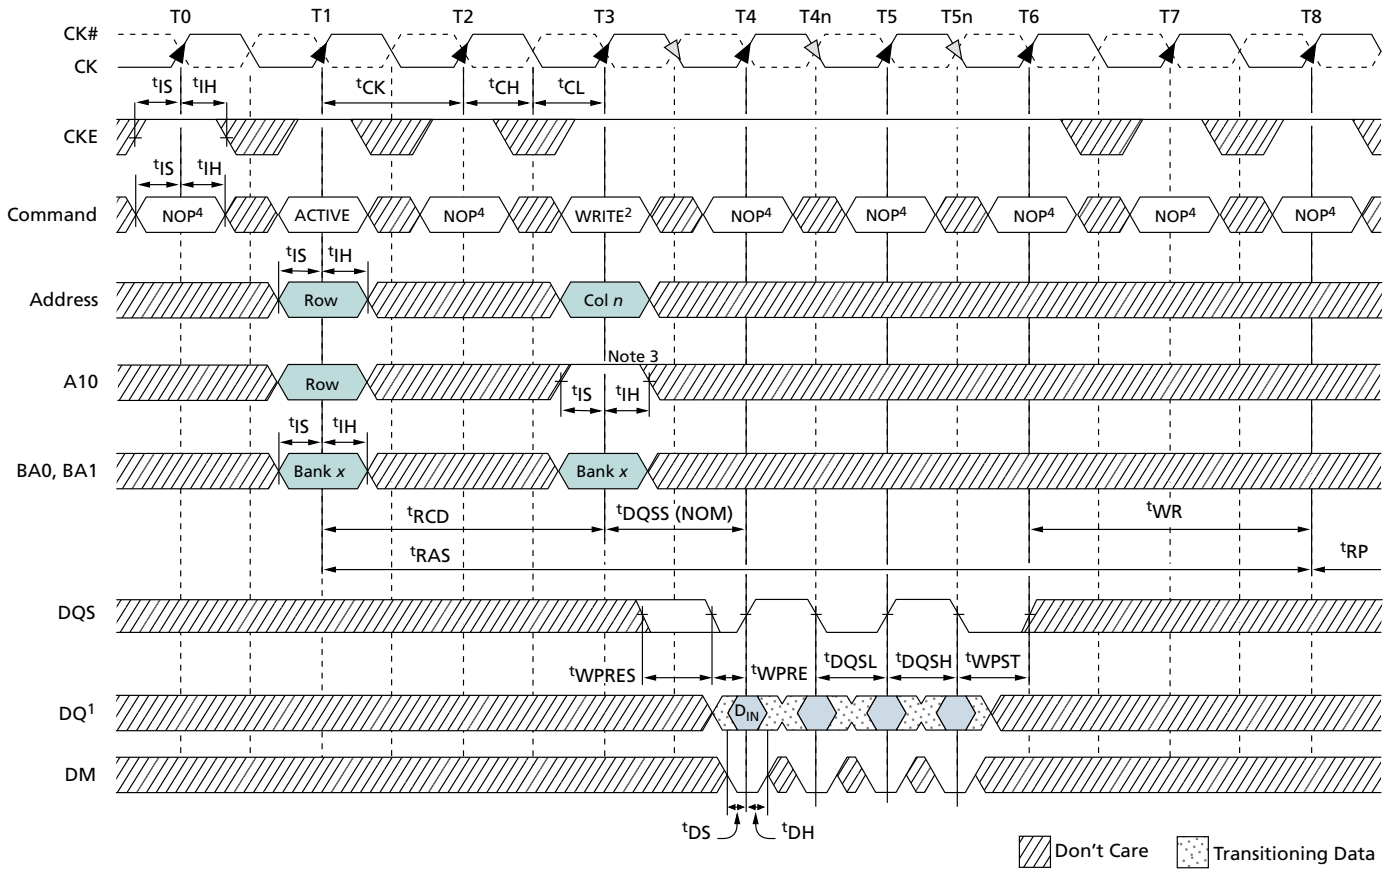 T0 T1 T2 T3 T4 T4n T5 T5n T6 T7 T8
CK#
CK
tIS tIH tCK tCH tCL
CKE
tIS tIH
Command NOP4 ACTIVE NOP4 WRITE2 NOP4 NOP4 NOP4 NOP4 NOP4
tIS tIH
Address Row Col n
Note 3
A10 Row
tIS tIH
tIS tIH
BA0, BA1 Bank x Bank x
tRCD tDQSS (NOM) tWR
tRAS tRP
DQS
tWPRES tWPRE tDQSL tDQSH tWPST
DQ1 DIN
DM
tDS tDH
Don't Care Transitioning Data